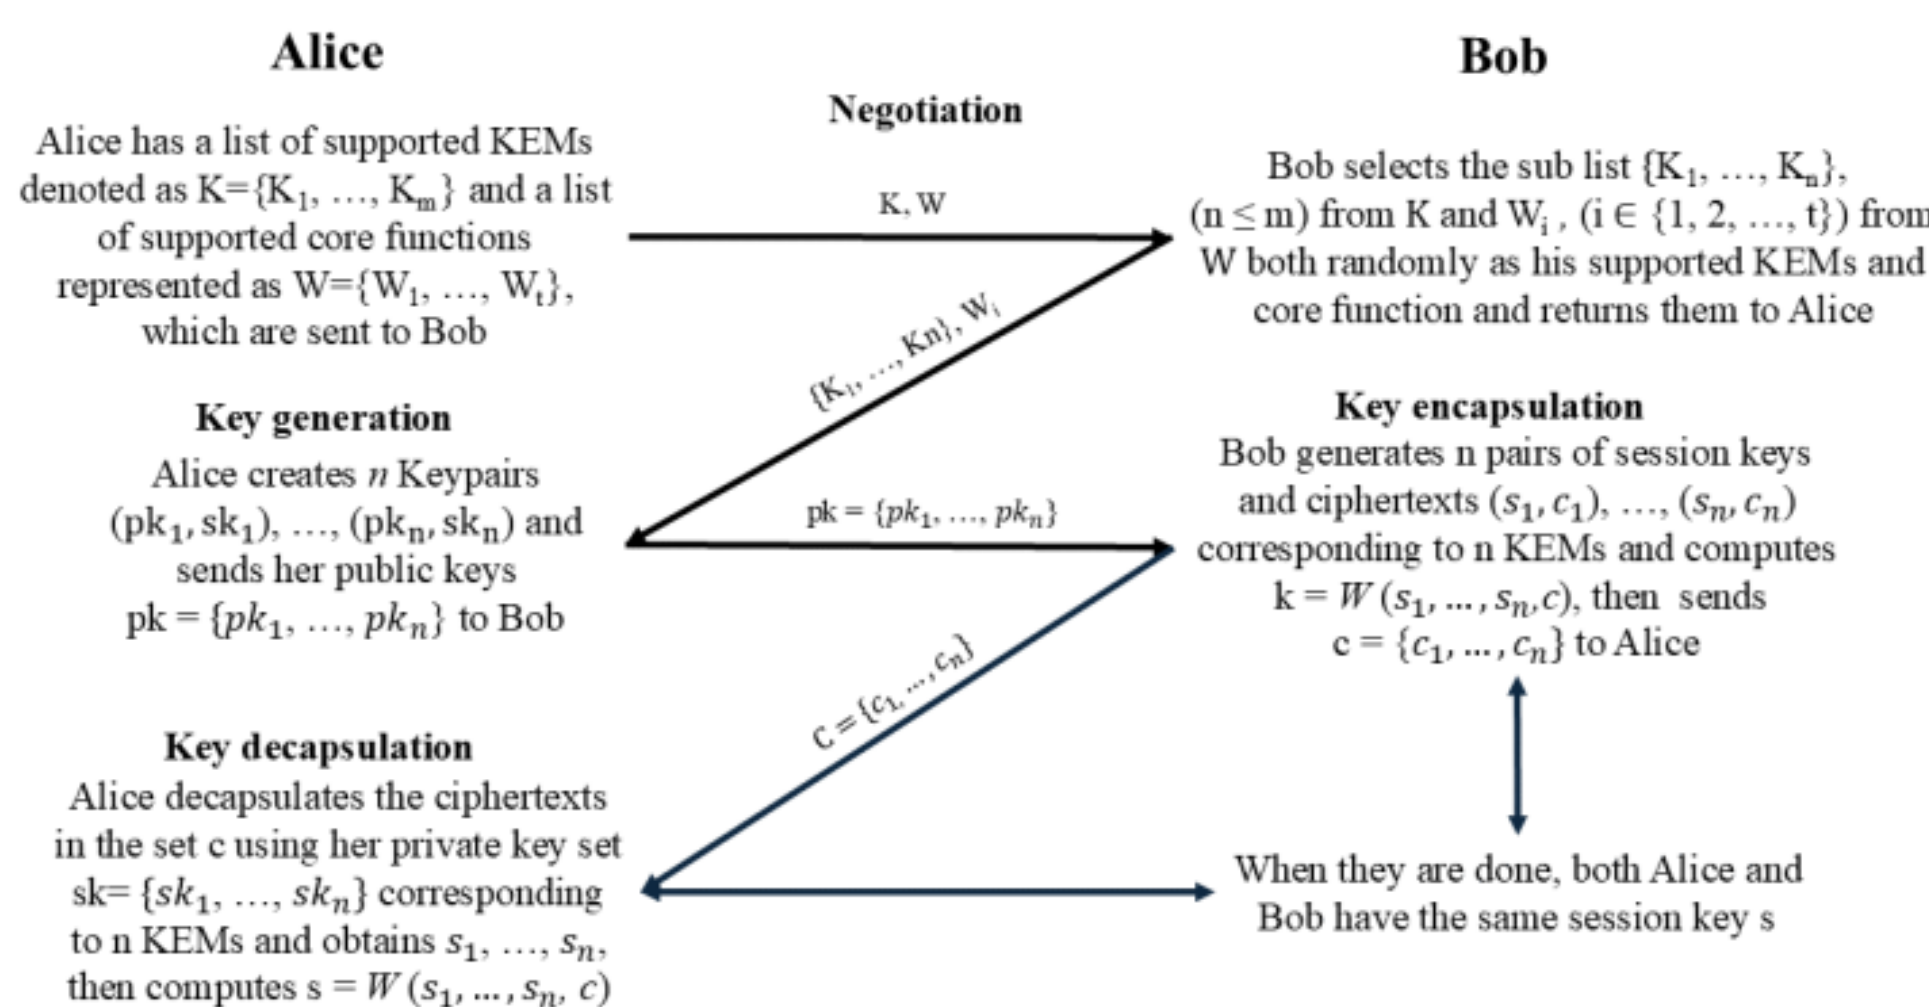 Alice
Alice has a list of supported KEMs
denoted as K={K₁, …, Kₘ} and a list
of supported core functions
represented as W={W₁, …, Wₜ},
which are sent to Bob
Negotiation
K, W
Bob
Bob selects the sub list {K₁, …, Kₙ},
(n ≤ m) from K and Wᵢ , (i ∈ {1, 2, …, t}) from
W both randomly as his supported KEMs and
core function and returns them to Alice
{K₁, …, Kn}, Wᵢ
Key generation
Alice creates n Keypairs
(pk₁, sk₁), …, (pkₙ, skₙ) and
sends her public keys
pk = {pk₁, …, pkₙ} to Bob
pk = {pk₁, …, pkₙ}
Key encapsulation
Bob generates n pairs of session keys
and ciphertexts (s₁, c₁), …, (sₙ, cₙ)
corresponding to n KEMs and computes
k = W (s₁, … , sₙ, c), then sends
c = {c₁, … , cₙ} to Alice
C = {c₁, … , cₙ}
Key decapsulation
Alice decapsulates the ciphertexts
in the set c using her private key set
sk= {sk₁, …, skₙ} corresponding
to n KEMs and obtains s₁, …, sₙ,
then computes s = W (s₁, … , sₙ, c)
When they are done, both Alice and
Bob have the same session key s